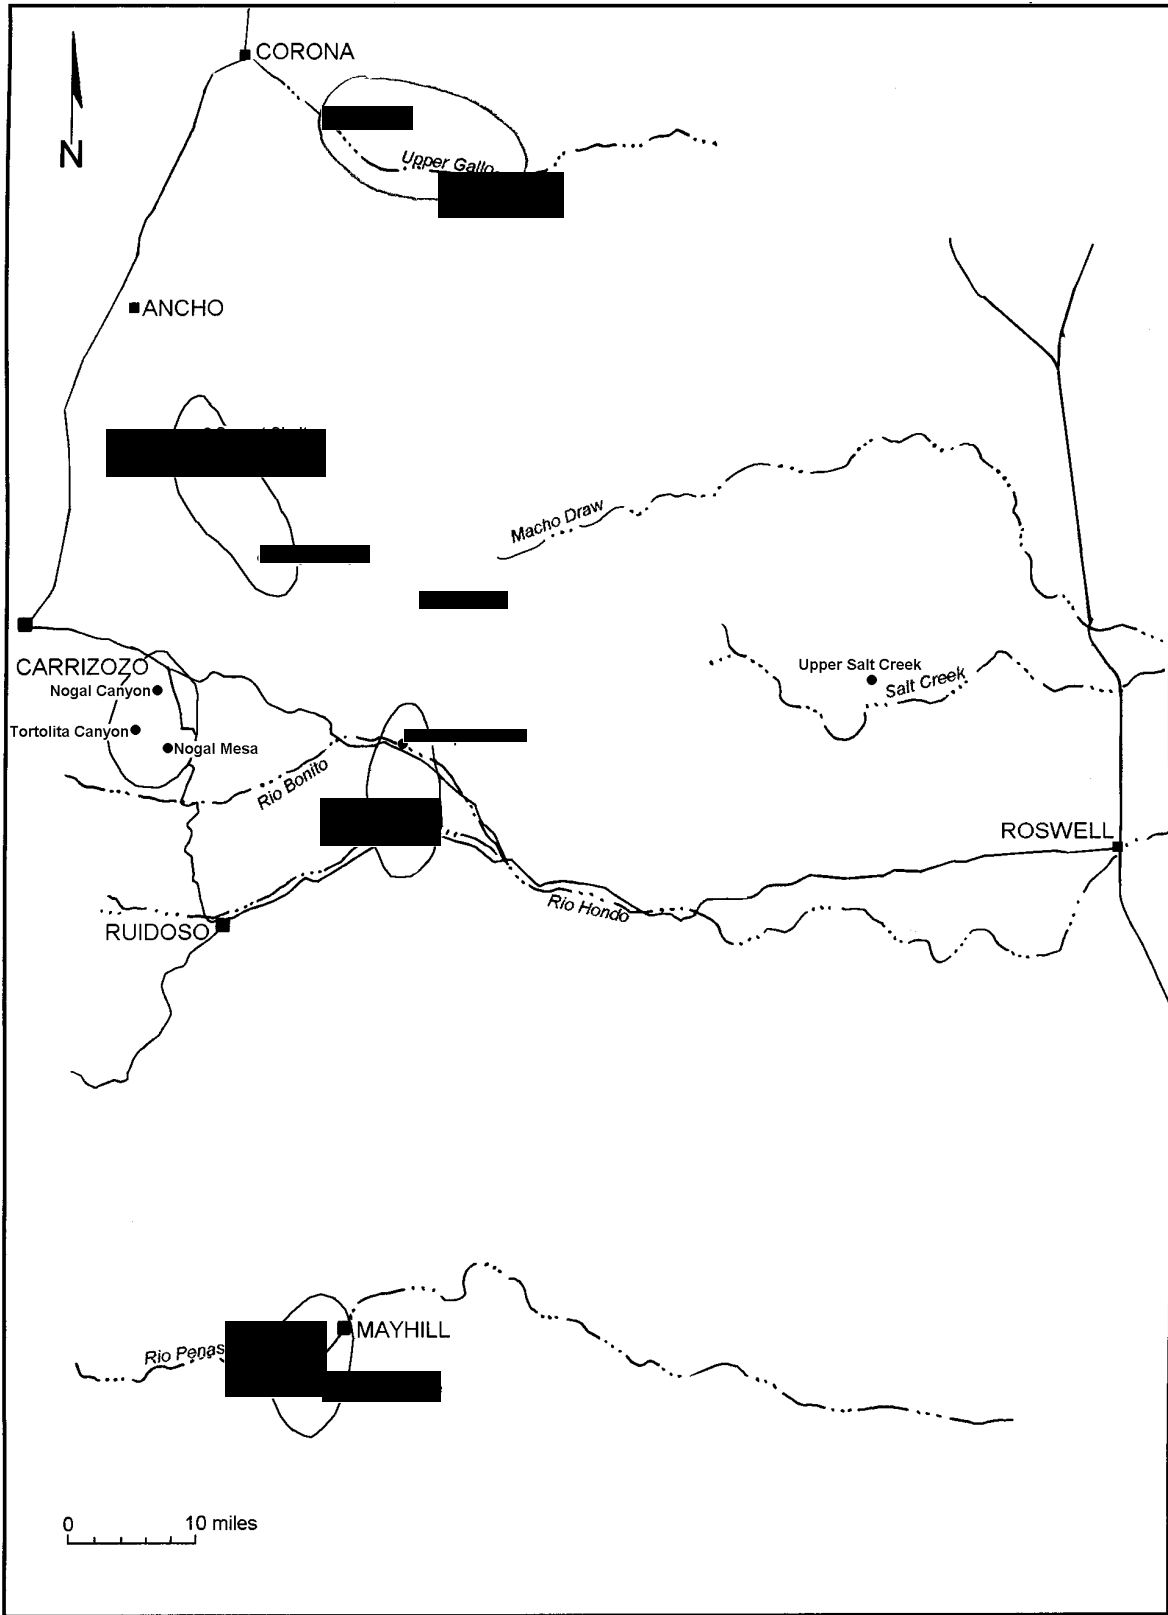 CORONA
N
Upper Gallo
ANCHO
Macho Draw
CARRIZOZO
Nogal Canyon
Upper Salt Creek
Salt Creek
Tortolita Canyon
Nogal Mesa
Rio Bonito
ROSWELL
Rio Hondo
RUIDOSO
MAYHILL
Rio Penas
0 10 miles